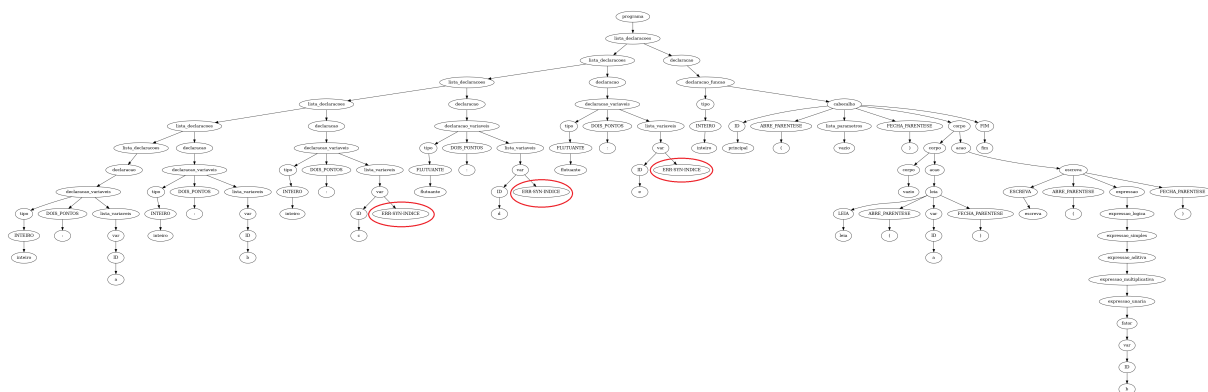 programa
lista_declaracoes
lista_declaracoes declaracao
lista_declaracoes declaracao declaracao_funcao
lista_declaracoes declaracao declaracao_variaveis tipo cabecalho
lista_declaracoes declaracao declaracao_variaveis tipo DOIS_PONTOS lista_variaveis INTEIRO ID ABRE_PARENTESE lista_parametros FECHA_PARENTESE corpo FIM
lista_declaracoes declaracao declaracao_variaveis tipo DOIS_PONTOS lista_variaveis FLUTUANTE : var inteiro principal ( vazio ) corpo acao fim
declaracao declaracao_variaveis tipo DOIS_PONTOS lista_variaveis FLUTUANTE : var flutuante ID ERR-SYN-INDICE corpo acao escreva
declaracao_variaveis tipo DOIS_PONTOS lista_variaveis INTEIRO : var flutuante ID ERR-SYN-INDICE vazio leia ESCREVA ABRE_PARENTESE expressao FECHA_PARENTESE
tipo DOIS_PONTOS lista_variaveis INTEIRO : var inteiro ID ERR-SYN-INDICE d LEIA ABRE_PARENTESE var FECHA_PARENTESE escreva ( expressao_logica )
INTEIRO : var inteiro ID leia ( ID ) expressao_simples
inteiro ID b a expressao_aditiva
a expressao_multiplicativa
expressao_unaria
fator
var
ID
b